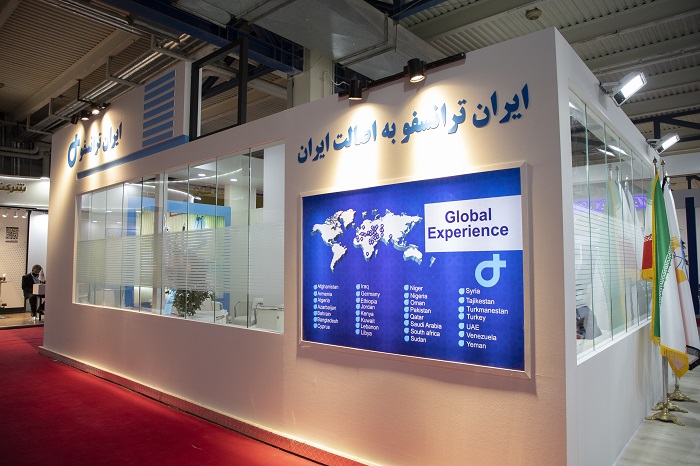 ایران ترانسفو
ایران ترانسفو به اصالت ایران
Global
Experience
Afghanistan
Armenia
Algeria
Azarbeijan
Bahrain
Bangladesh
Cyprus
Iraq
Germany
Ethiopia
Jordan
Kenya
Kuwait
Lebanon
Libya
Niger
Nigeria
Oman
Pakistan
Qatar
Saudi Arabia
South africa
Sudan
Syria
Tajikestan
Turkmanestan
Turkey
UAE
Venezuela
Yemen